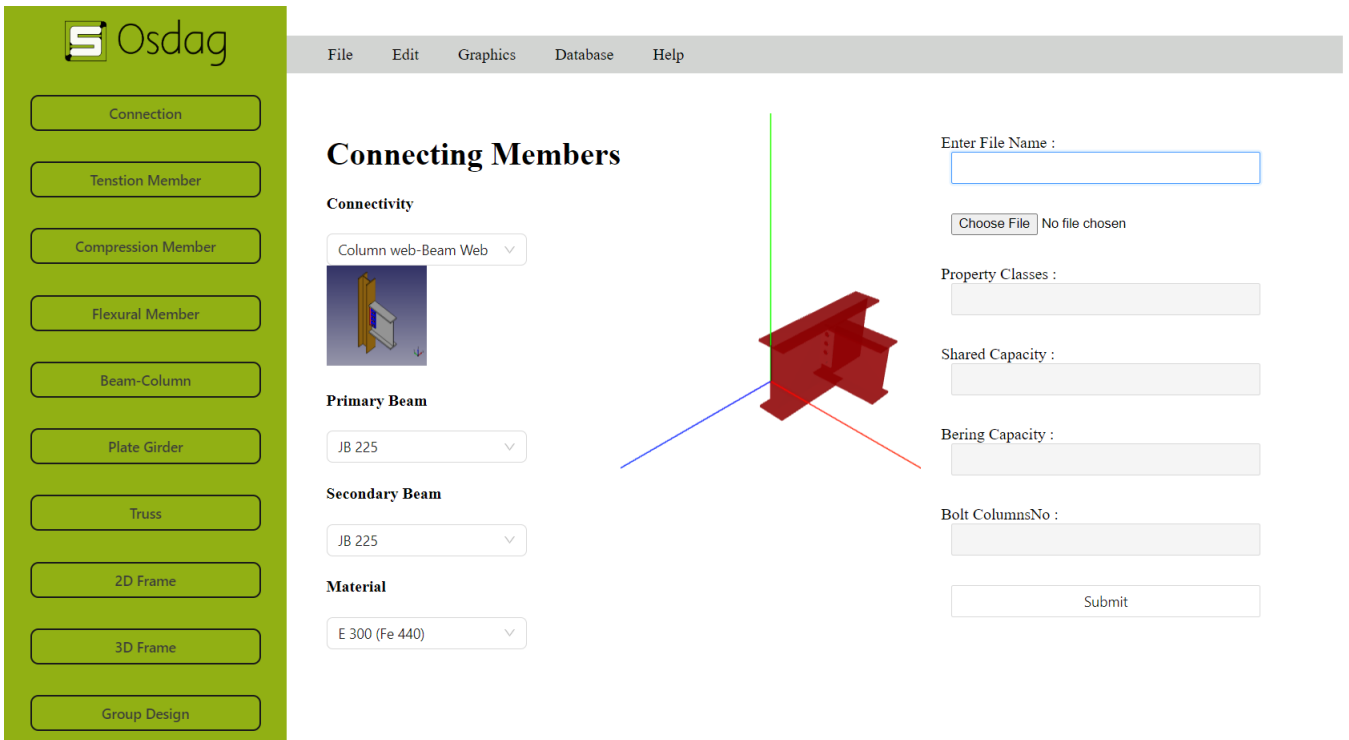 Osdag
File Edit Graphics Database Help
Connection
Tenstion Member
Compression Member
Flexural Member
Beam-Column
Plate Girder
Truss
2D Frame
3D Frame
Group Design
Connecting Members
Connectivity
Column web-Beam Web
Primary Beam
JB 225
Secondary Beam
JB 225
Material
E 300 (Fe 440)
Enter File Name :
Choose File No file chosen
Property Classes :
Shared Capacity :
Bering Capacity :
Bolt ColumnsNo :
Submit